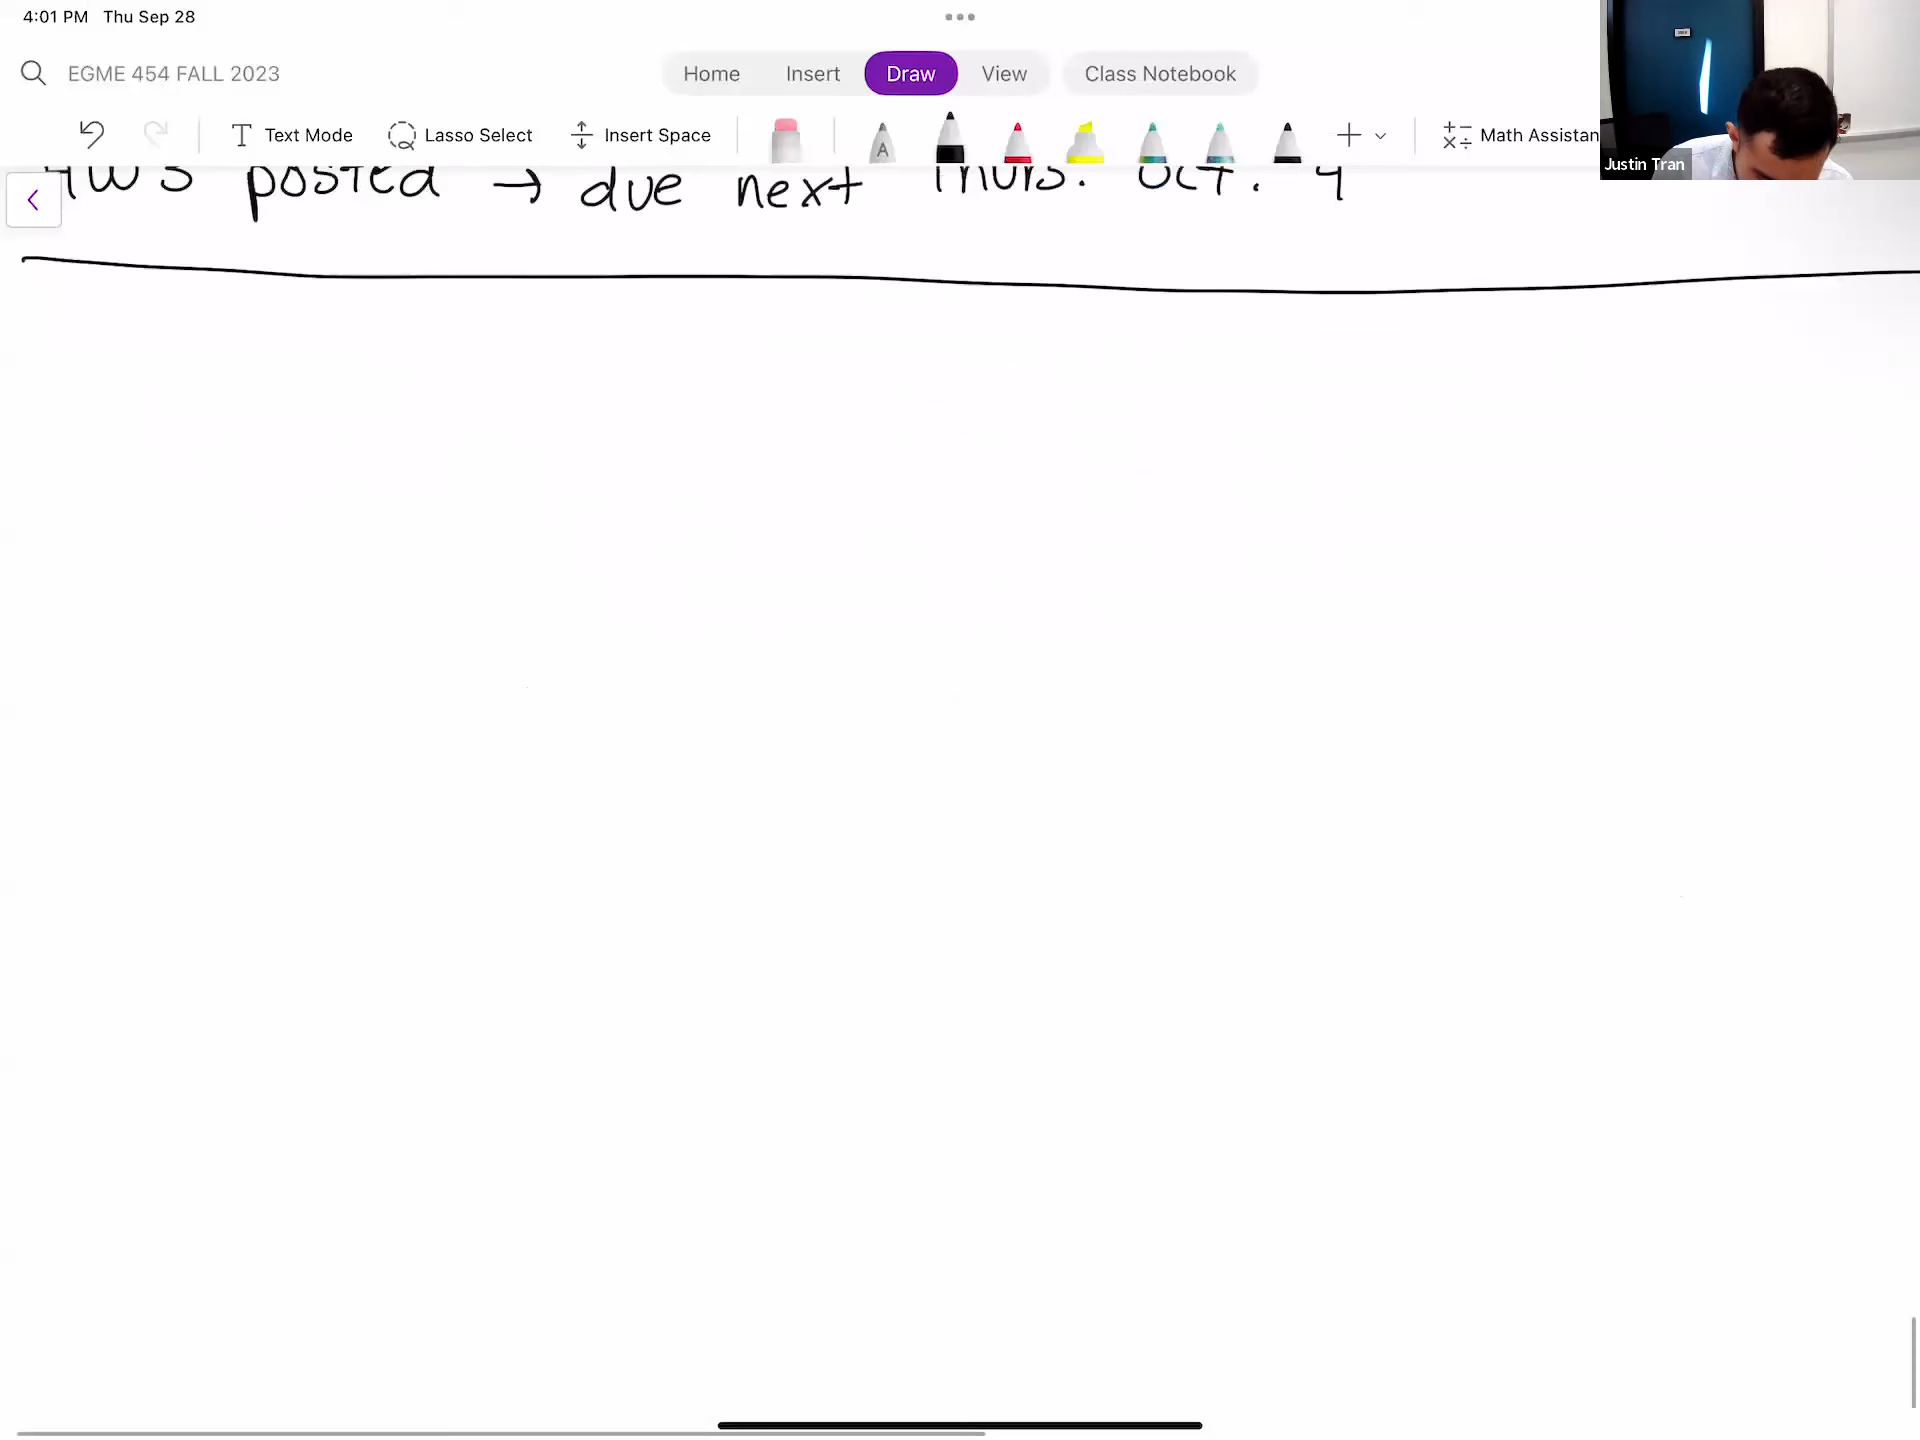 4:01 PM Thu Sep 28
EGME 454 FALL 2023
Home Insert Draw View Class Notebook
Text Mode Lasso Select Insert Space A Math Assistan
Justin Tran
HW3 posted → due next Thurs. Oct. 4